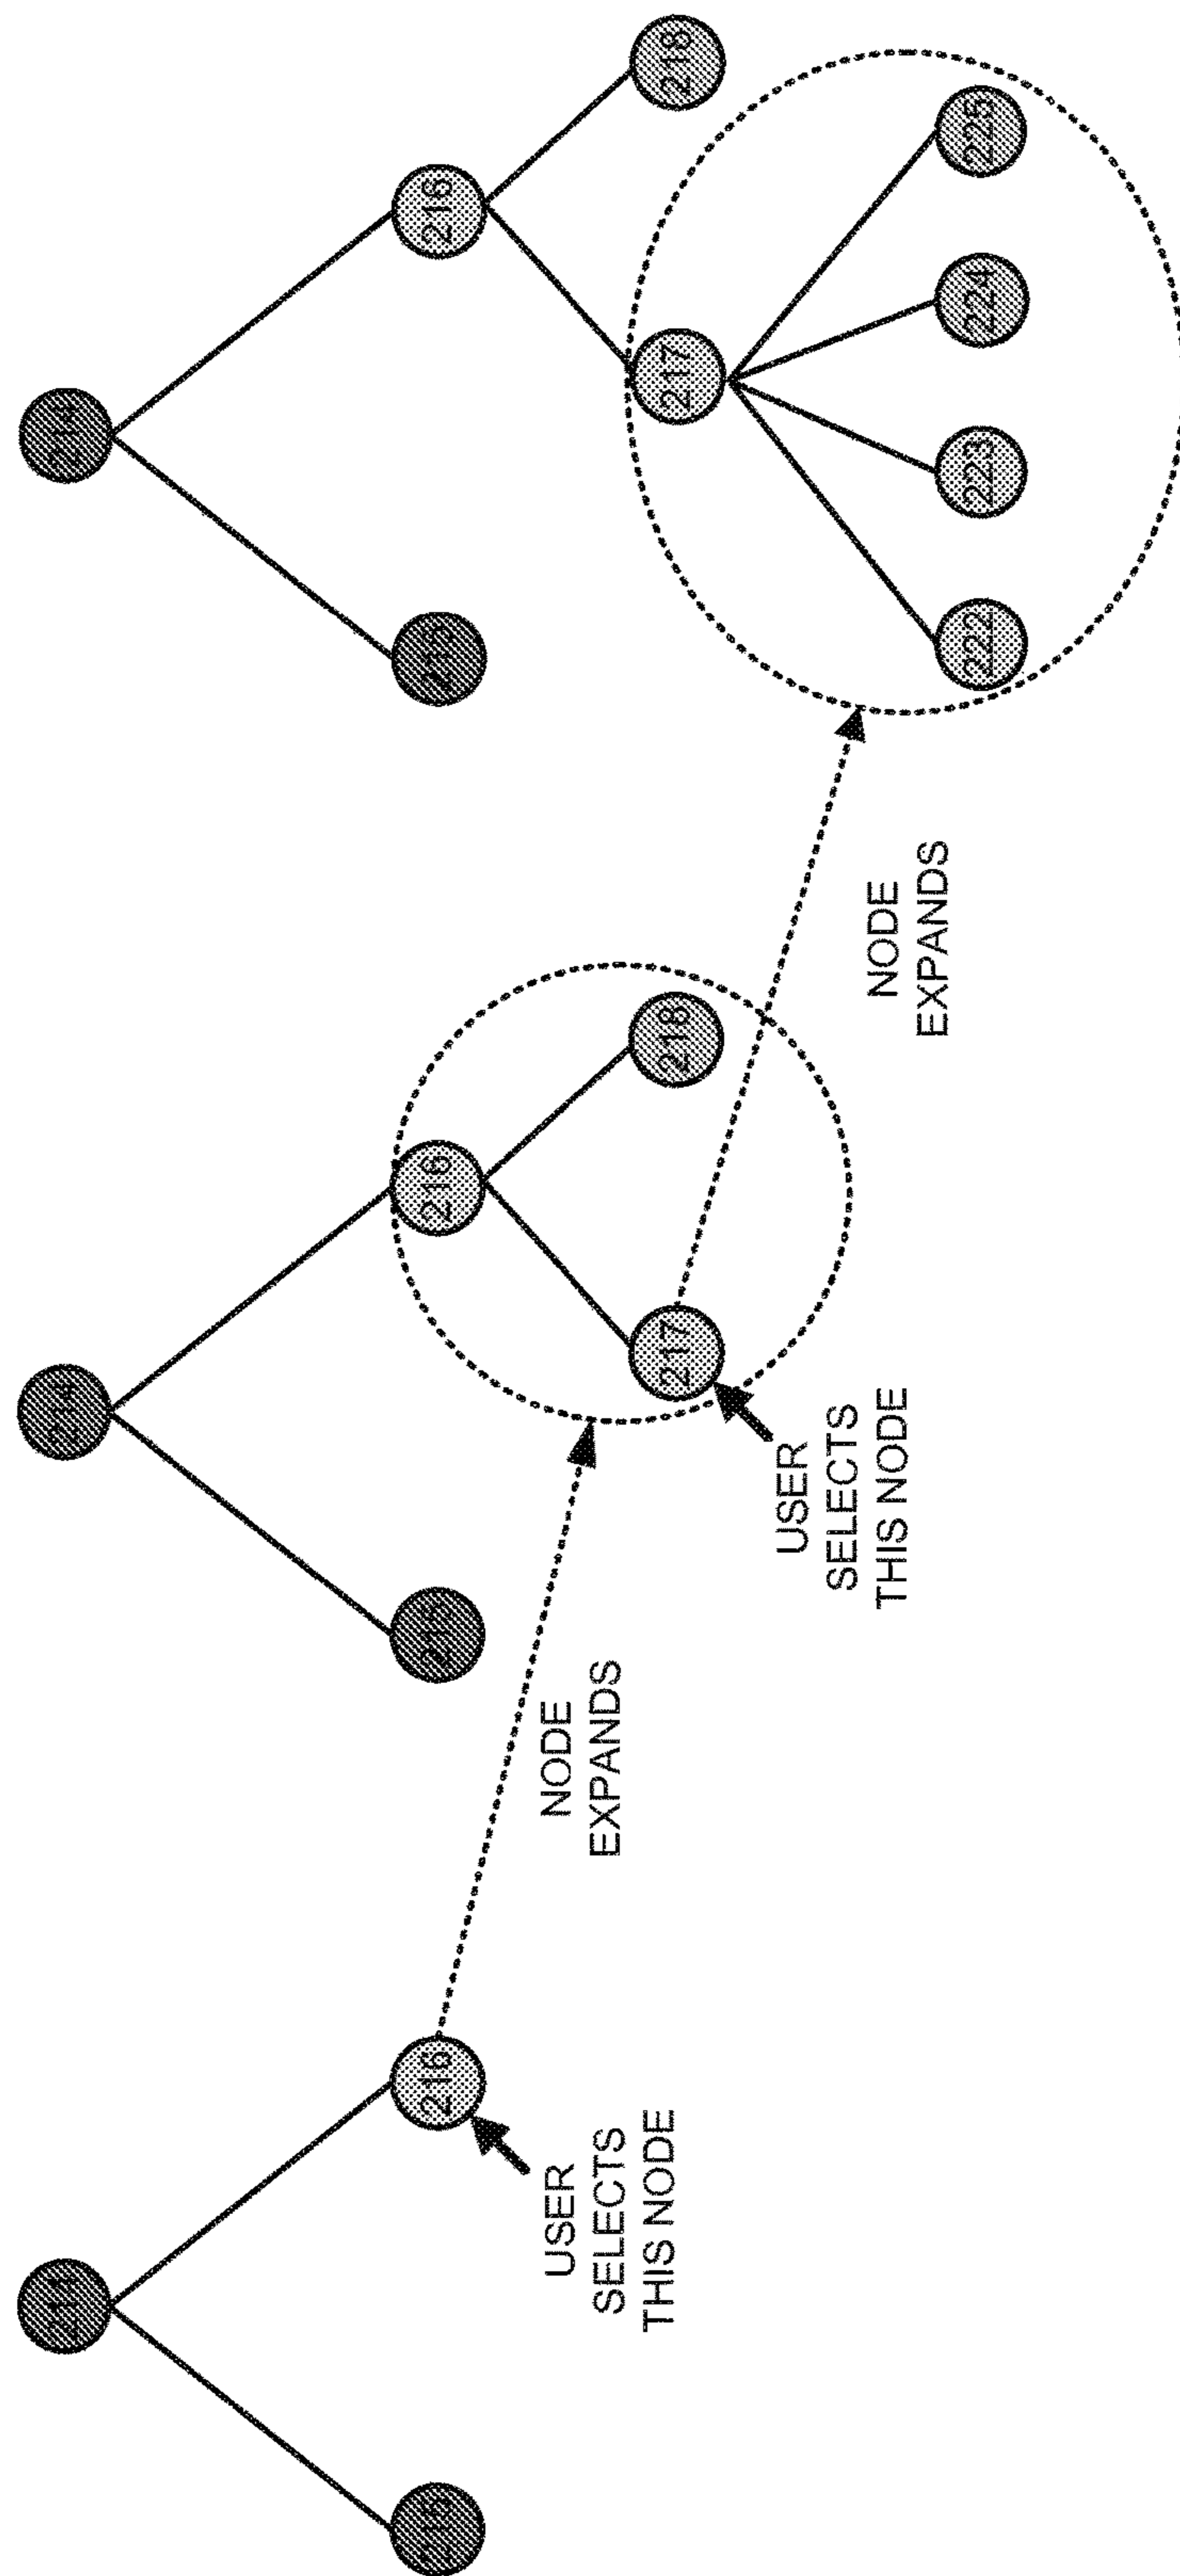 214
215
216
USER
SELECTS
THIS NODE
NODE
EXPANDS
214
215
216
217
218
USER
SELECTS
THIS NODE
NODE
EXPANDS
214
215
216
217
218
222
223
224
225